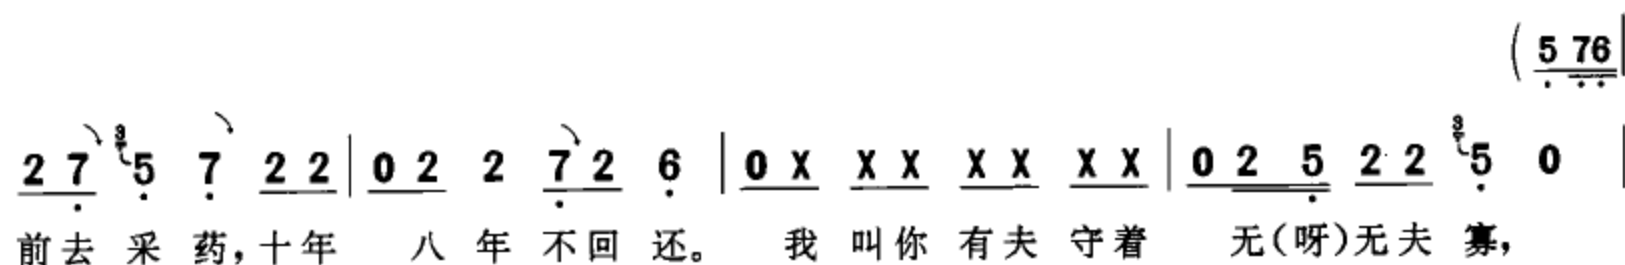 (5 76
2 7 3 5 7 2 2 | 0 2 2 7 2 6 | 0 X X X X X X X | 0 2 5 2 2 3 5 0 |
前去 采 药，十年 八 年 不回 还。 我 叫你 有夫 守着 无（呀）无夫 寡，